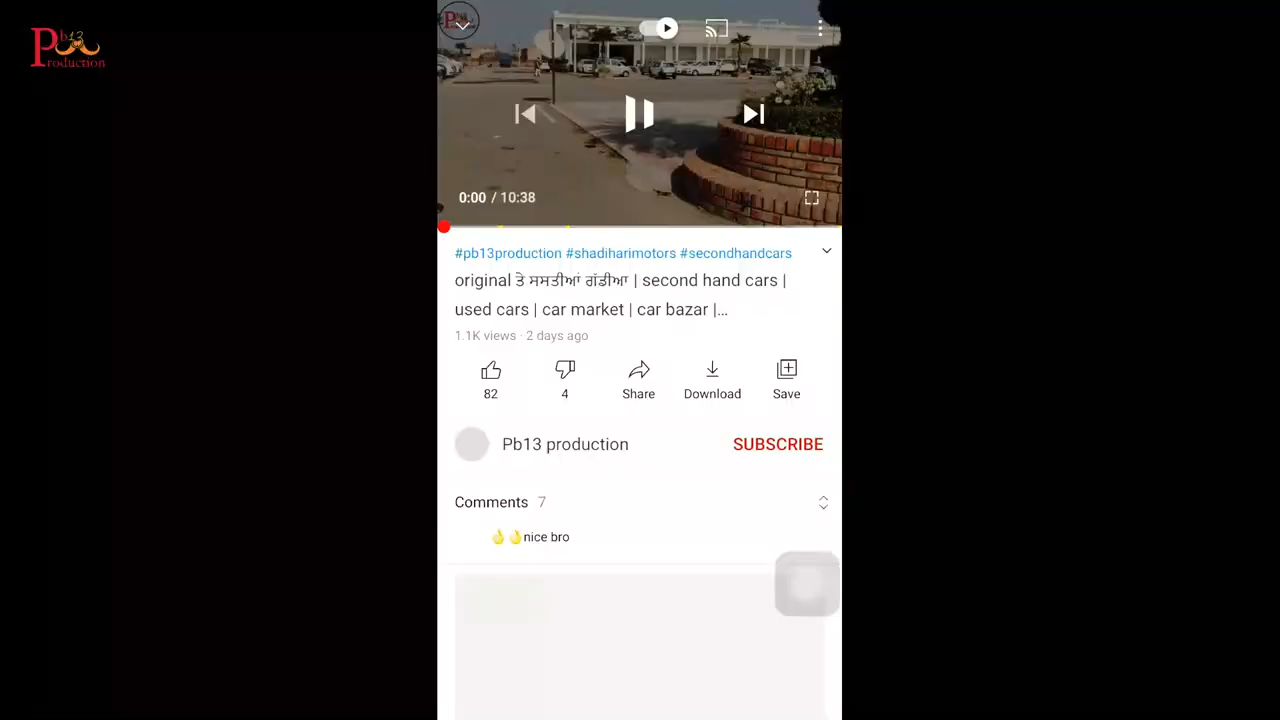 Pb13
Production
0:00 / 10:38
#pb13production #shadiharimotors #secondhandcars
original ਤੇ ਸਸਤੀਆਂ ਗੱਡੀਆ | second hand cars |
used cars | car market | car bazar |...
1.1K views · 2 days ago
82
4
Share
Download
Save
Pb13 production
SUBSCRIBE
Comments 7
👍👌nice bro